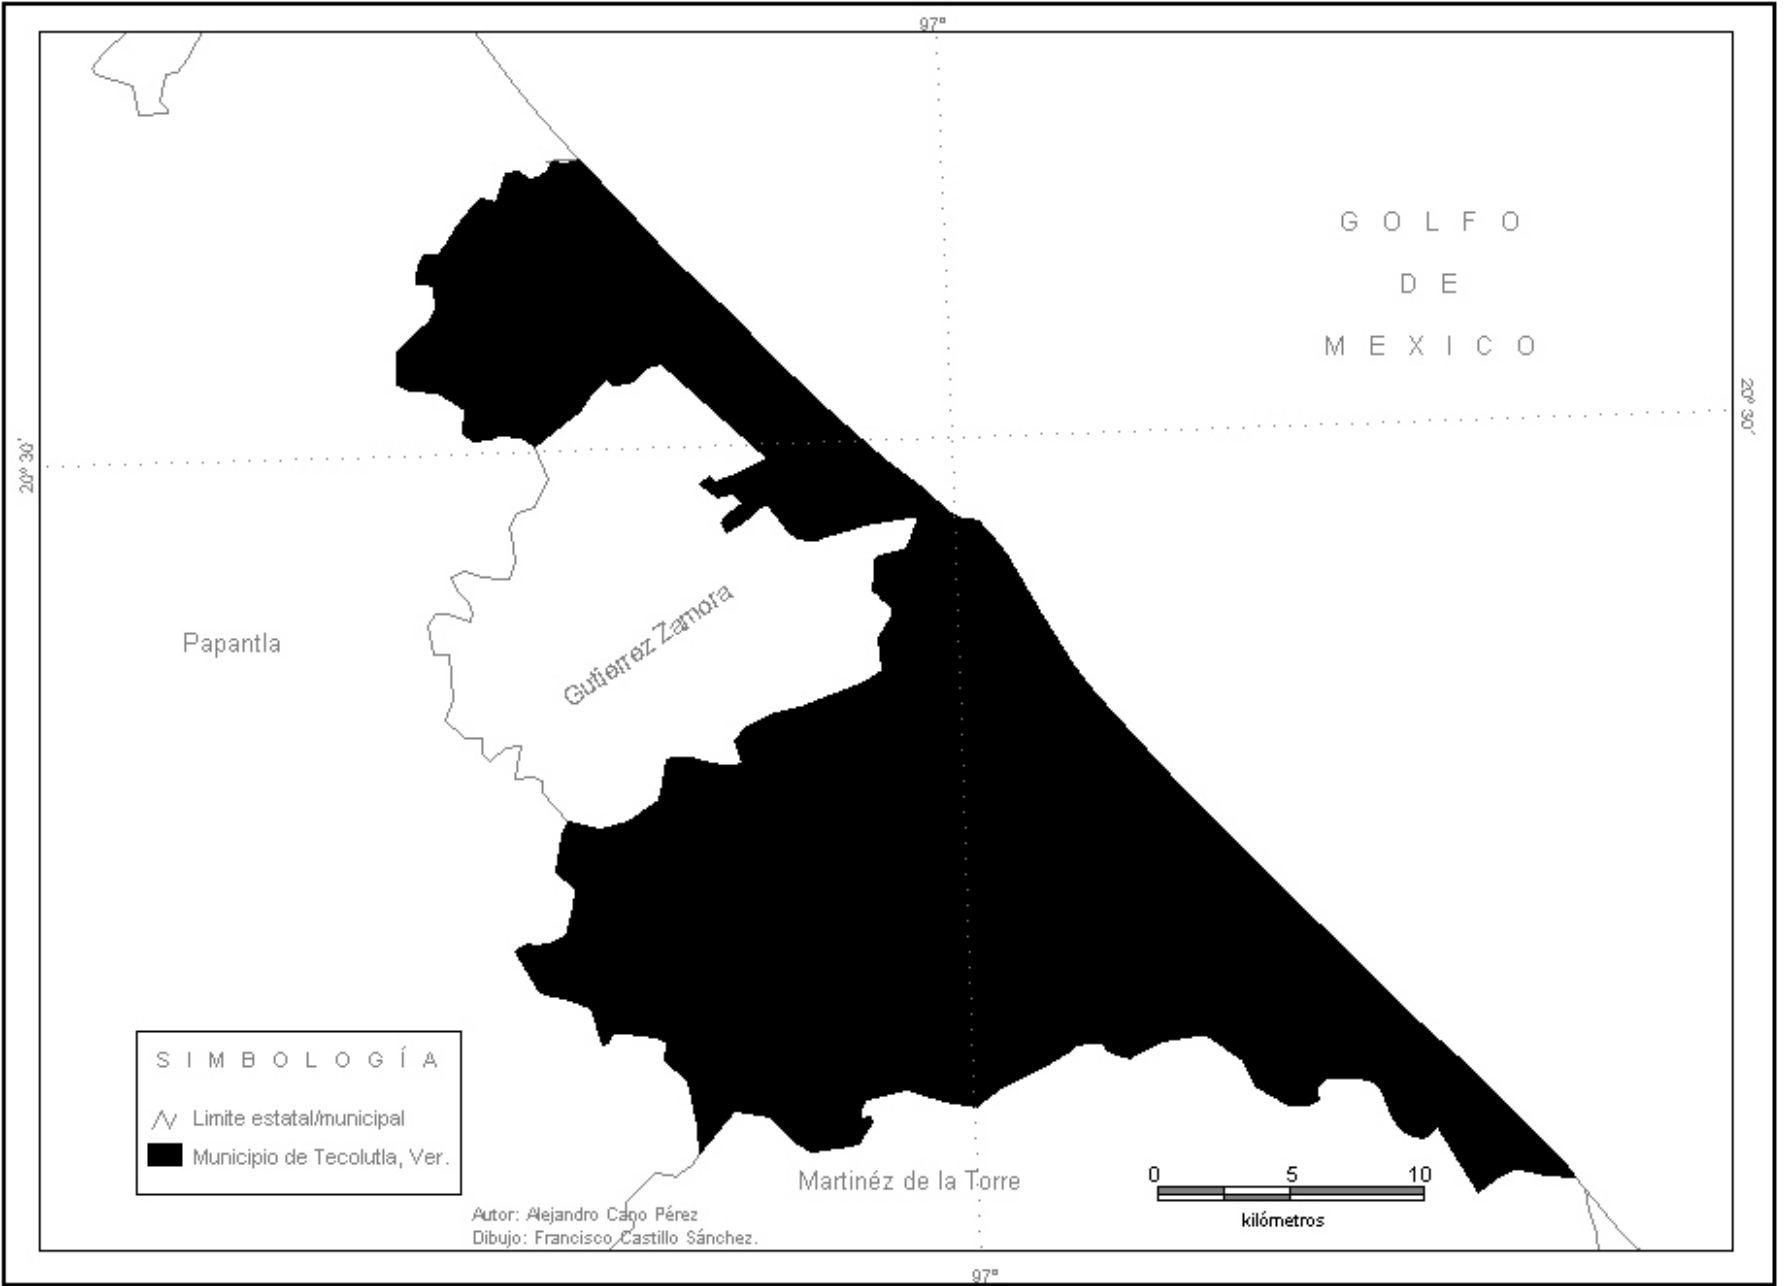 97°
G O L F O
D E
M E X I C O
20° 30'
20° 30'
Papantla
Gutierrez Zamora
S I M B O L O G Í A
Limite estatal/municipal
Municipio de Tecolutla, Ver.
Martinéz de la Torre
0 5 10
kilómetros
Autor: Alejandro Cano Pérez
Dibujo: Francisco Castillo Sánchez.
97°